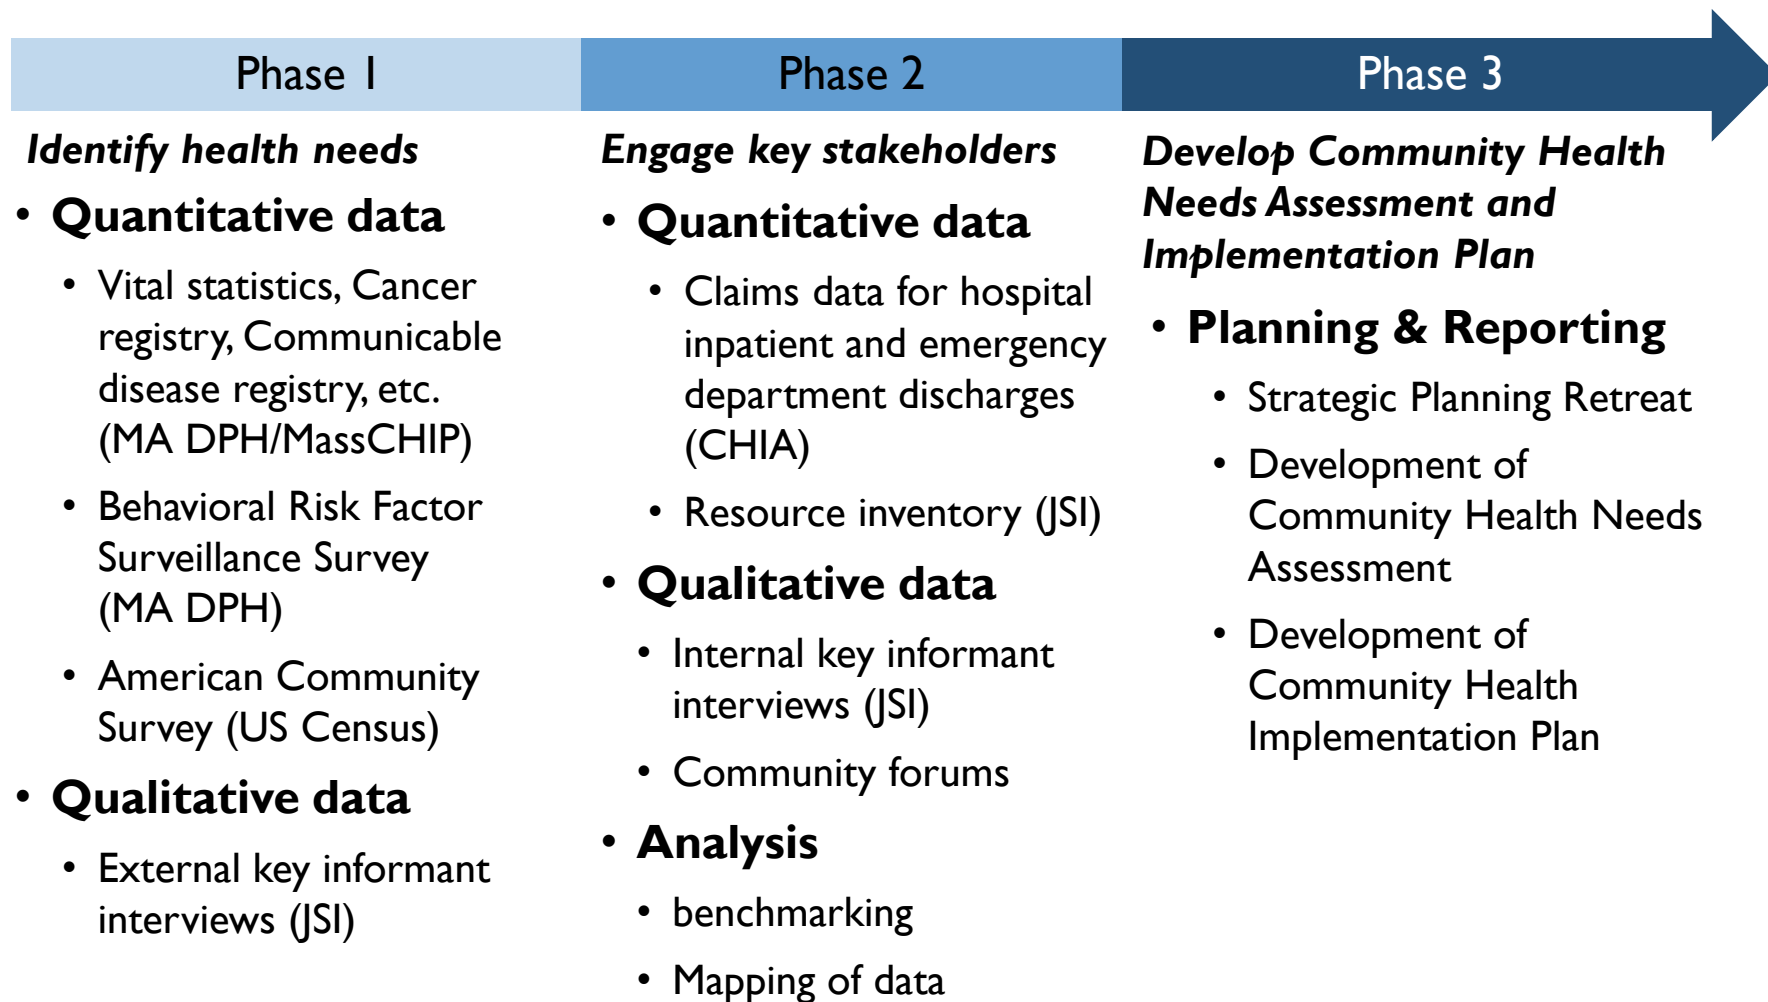 Phase 1
Phase 2
Phase 3
Identify health needs
• Quantitative data
• Vital statistics, Cancer
registry, Communicable
disease registry, etc.
(MA DPH/MassCHIP)
• Behavioral Risk Factor
Surveillance Survey
(MA DPH)
• American Community
Survey (US Census)
• Qualitative data
• External key informant
interviews (JSI)
Engage key stakeholders
• Quantitative data
• Claims data for hospital
inpatient and emergency
department discharges
(CHIA)
• Resource inventory (JSI)
• Qualitative data
• Internal key informant
interviews (JSI)
• Community forums
• Analysis
• benchmarking
• Mapping of data
Develop Community Health
Needs Assessment and
Implementation Plan
• Planning & Reporting
• Strategic Planning Retreat
• Development of
Community Health Needs
Assessment
• Development of
Community Health
Implementation Plan